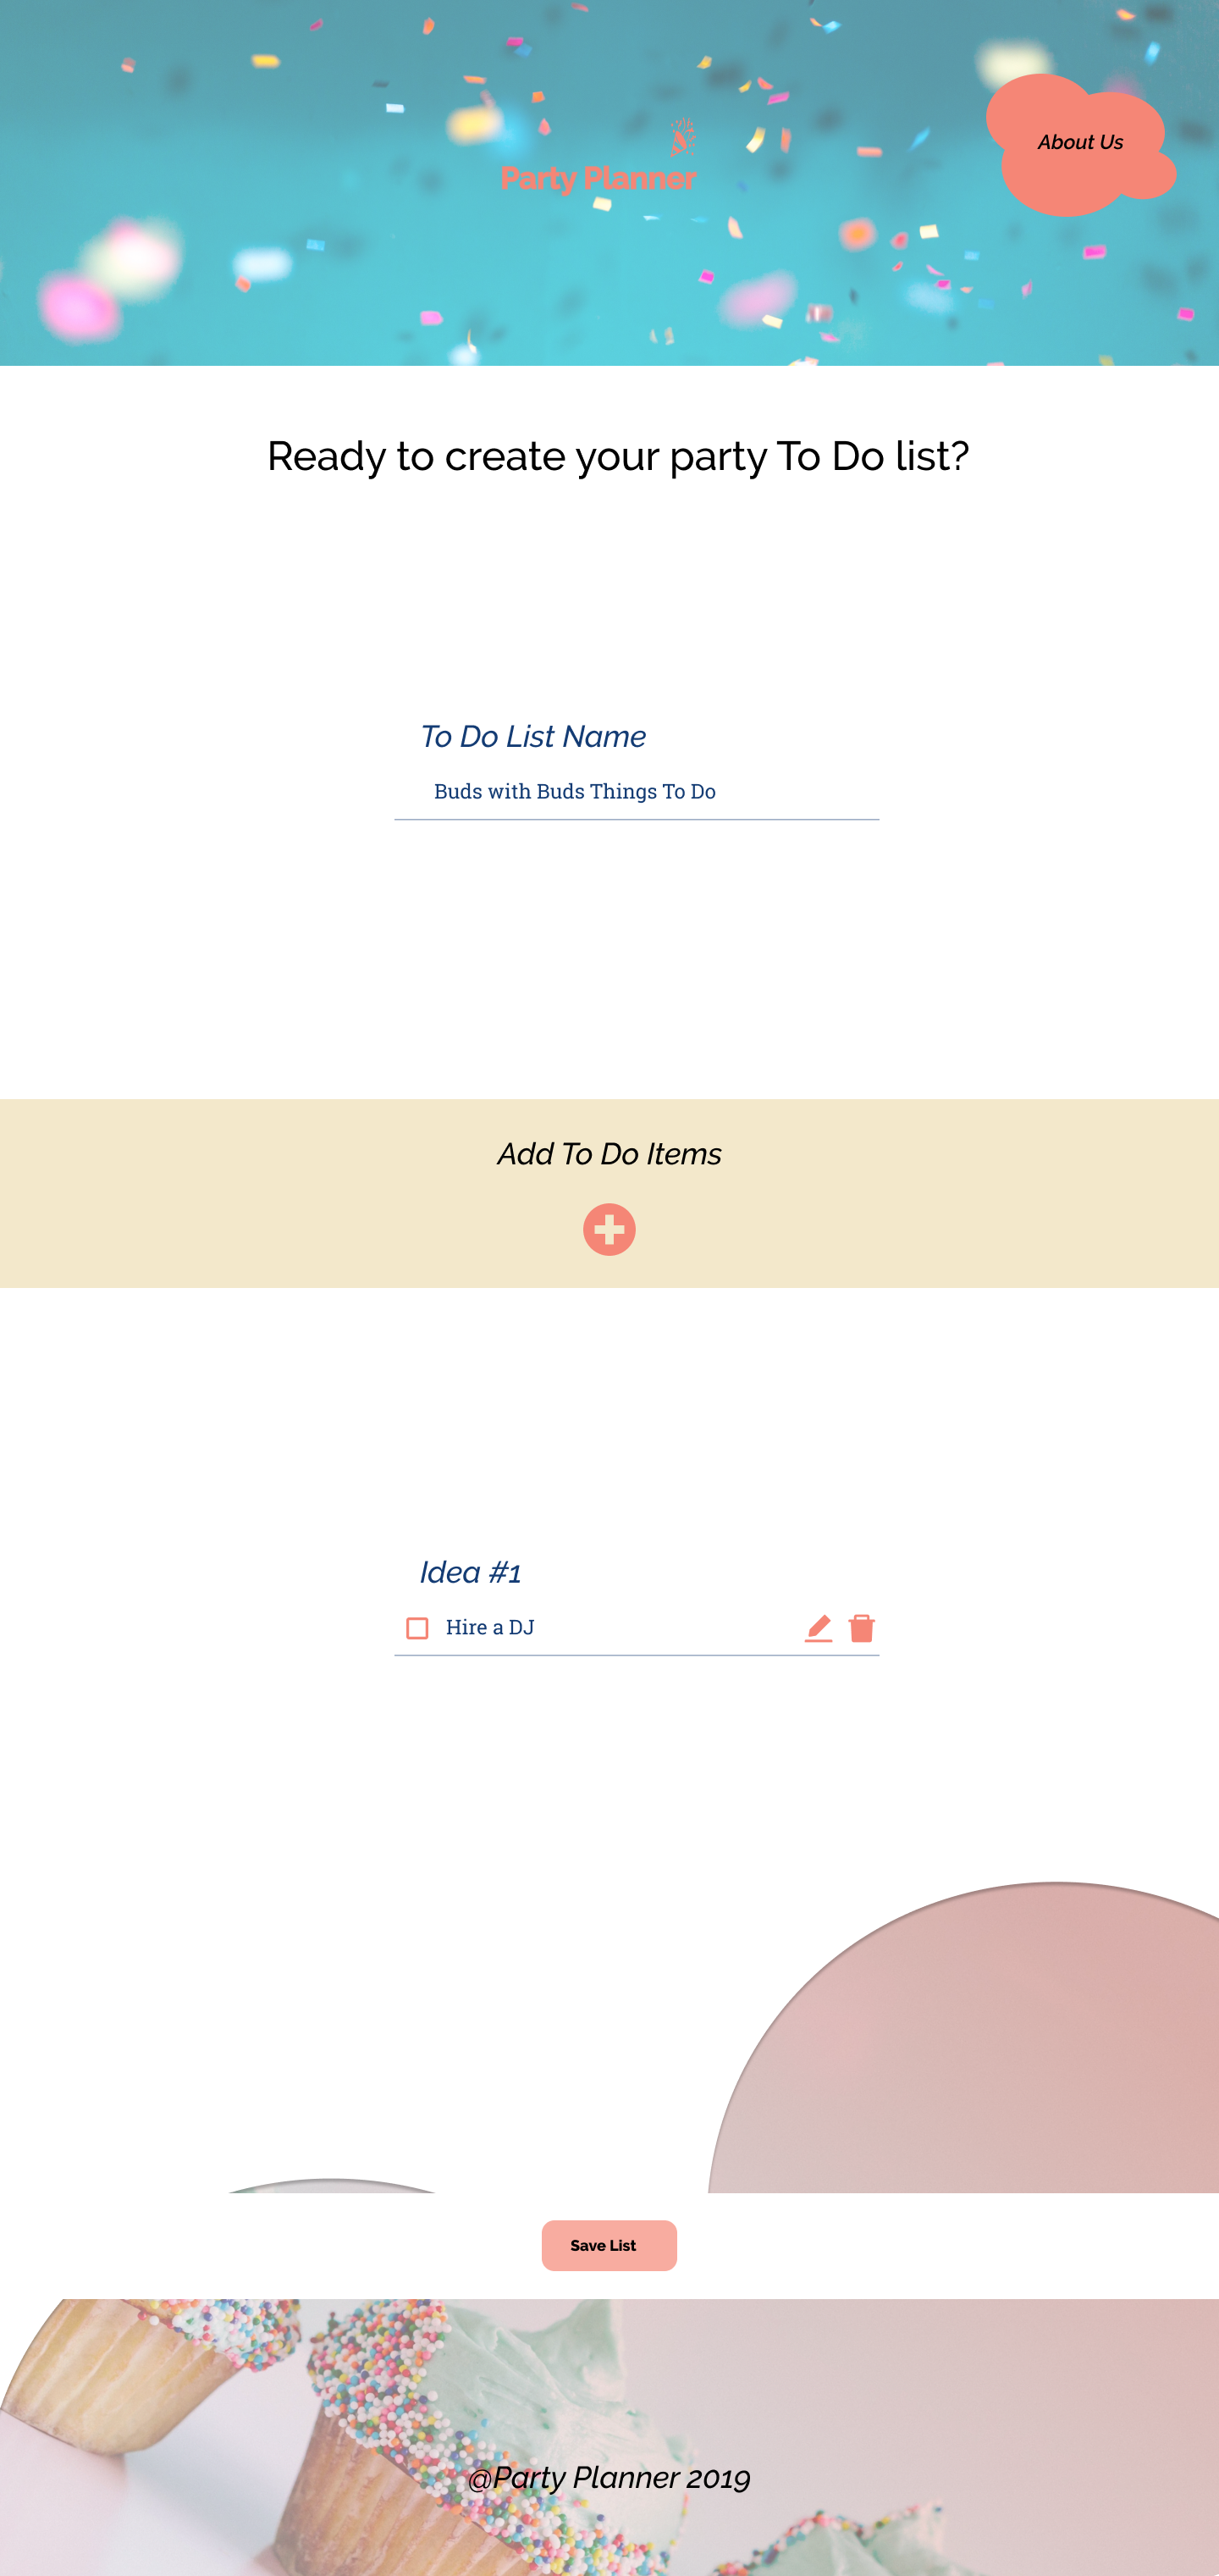 Party Planner
About Us
Ready to create your party To Do list?
To Do List Name
Buds with Buds Things To Do
Add To Do Items
Idea #1
Hire a DJ
Save List
@Party Planner 2019